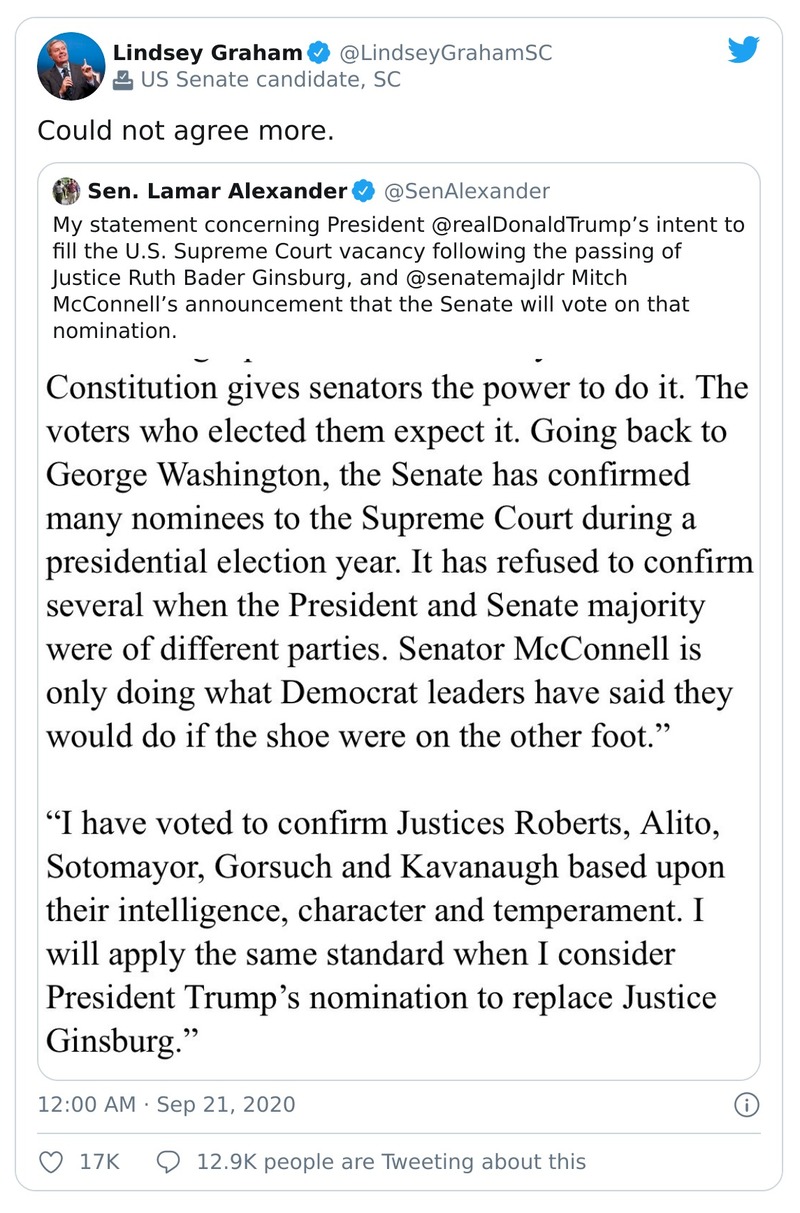 Lindsey Graham @LindseyGrahamSC
US Senate candidate, SC
Could not agree more.
Sen. Lamar Alexander @SenAlexander
My statement concerning President @realDonaldTrump’s intent to
fill the U.S. Supreme Court vacancy following the passing of
Justice Ruth Bader Ginsburg, and @senatemajldr Mitch
McConnell’s announcement that the Senate will vote on that
nomination.
Constitution gives senators the power to do it. The
voters who elected them expect it. Going back to
George Washington, the Senate has confirmed
many nominees to the Supreme Court during a
presidential election year. It has refused to confirm
several when the President and Senate majority
were of different parties. Senator McConnell is
only doing what Democrat leaders have said they
would do if the shoe were on the other foot.”
“I have voted to confirm Justices Roberts, Alito,
Sotomayor, Gorsuch and Kavanaugh based upon
their intelligence, character and temperament. I
will apply the same standard when I consider
President Trump’s nomination to replace Justice
Ginsburg.”
12:00 AM · Sep 21, 2020
17K 12.9K people are Tweeting about this